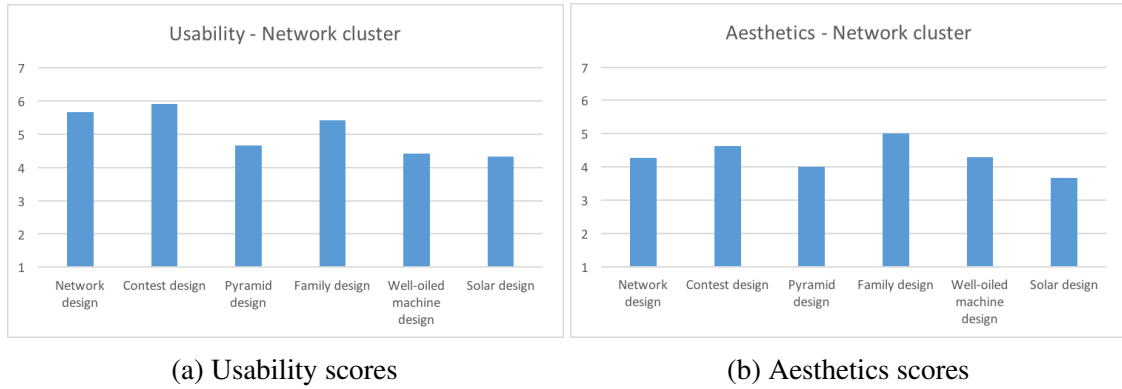 Usability - Network cluster
7
6
5
4
3
2
1
Network design
Contest design
Pyramid design
Family design
Well-oiled machine design
Solar design
(a) Usability scores
Aesthetics - Network cluster
7
6
5
4
3
2
1
Network design
Contest design
Pyramid design
Family design
Well-oiled machine design
Solar design
(b) Aesthetics scores